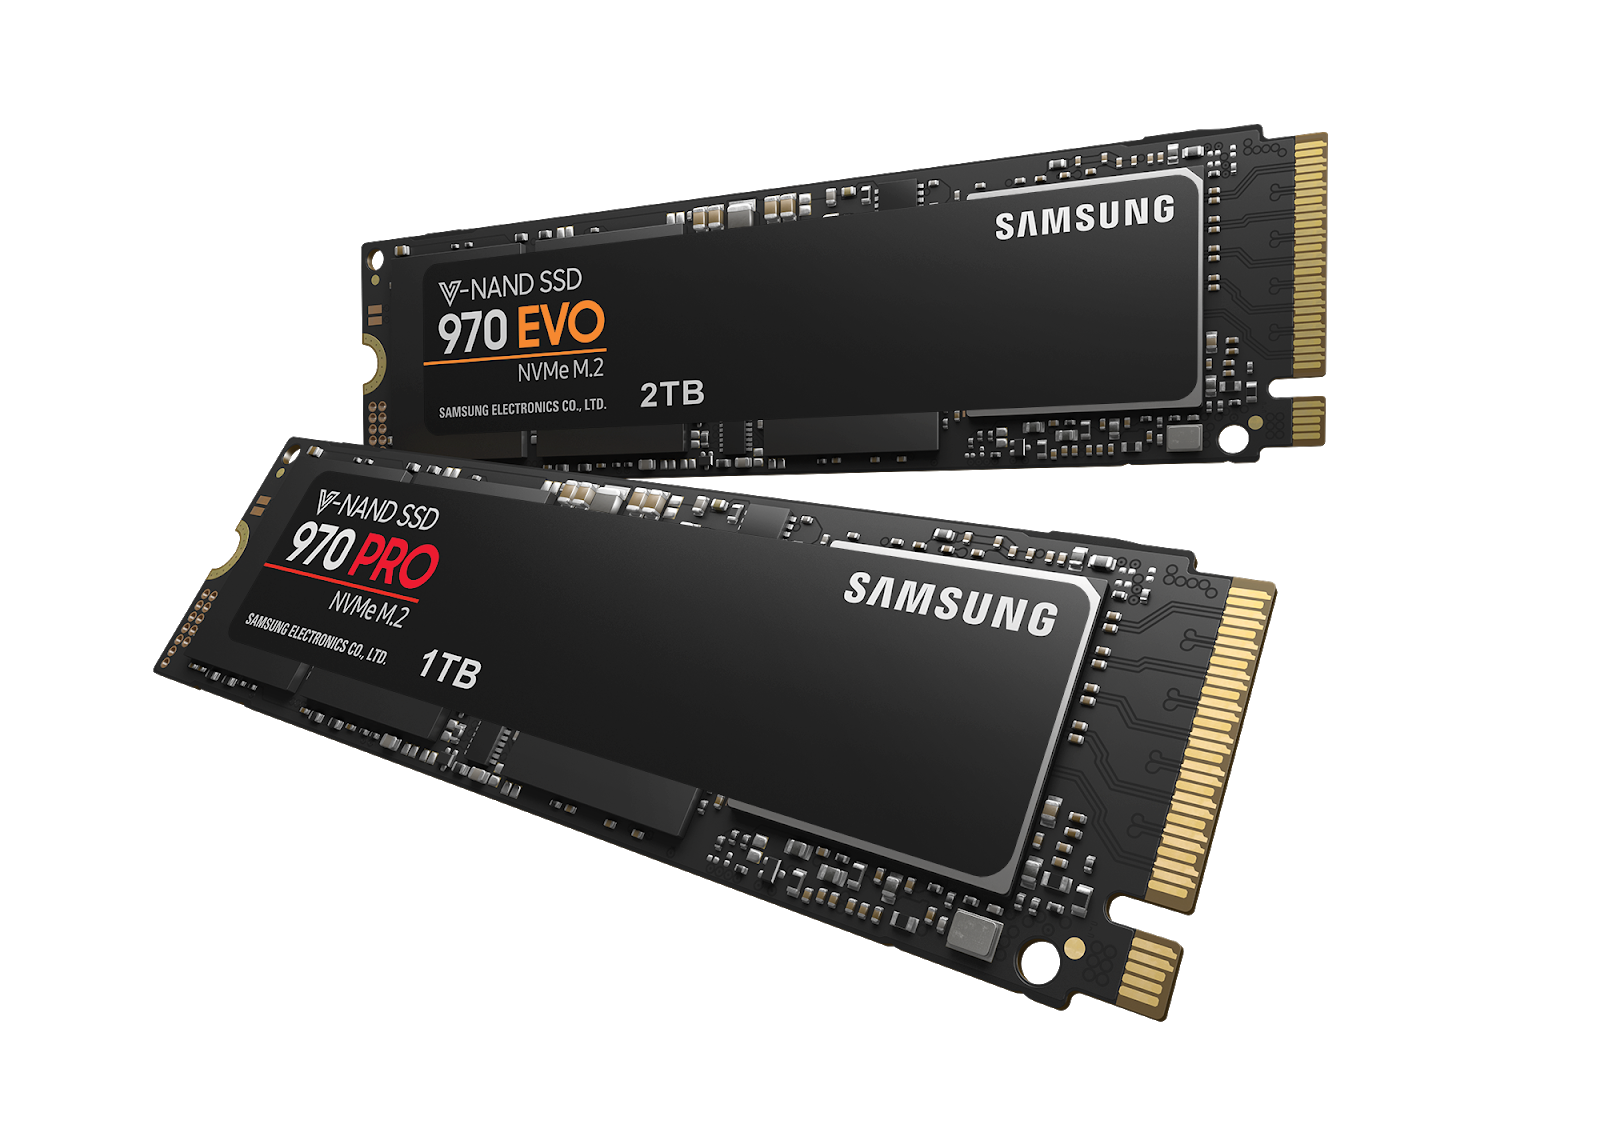 SAMSUNG
V-NAND SSD
970 EVO
NVMe M.2
SAMSUNG ELECTRONICS CO., LTD.
2TB
V-NAND SSD
970 PRO
NVMe M.2
SAMSUNG ELECTRONICS CO., LTD.
1TB
SAMSUNG